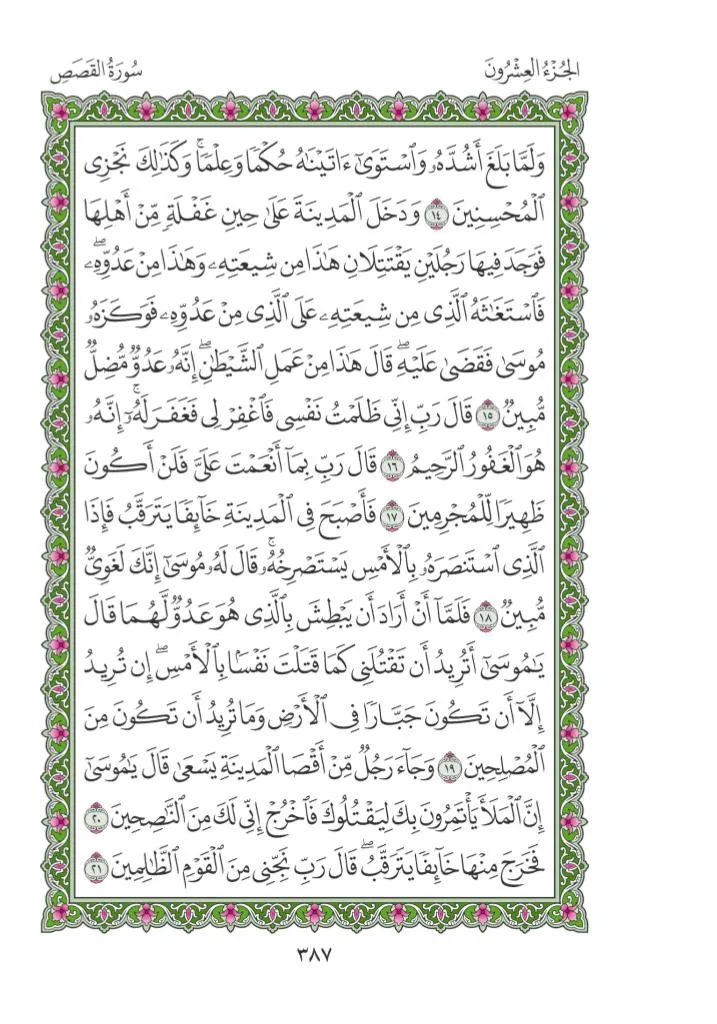 الجُزْءُ العِشْرُونَ
سُورَةُ القَصَصِ
وَلَمَّا بَلَغَ أَشُدَّهُۥ وَٱسْتَوَىٰٓ ءَاتَيْنَٰهُ حُكْمًا وَعِلْمًاۚ وَكَذَٰلِكَ نَجْزِى
ٱلْمُحْسِنِينَ ١٤ وَدَخَلَ ٱلْمَدِينَةَ عَلَىٰ حِينِ غَفْلَةٍ مِّنْ أَهْلِهَا
فَوَجَدَ فِيهَا رَجُلَيْنِ يَقْتَتِلَانِ هَٰذَا مِن شِيعَتِهِۦ وَهَٰذَا مِنْ عَدُوِّهِۦۖ
فَٱسْتَغَٰثَهُ ٱلَّذِى مِن شِيعَتِهِۦ عَلَى ٱلَّذِى مِنْ عَدُوِّهِۦ فَوَكَزَهُۥ
مُوسَىٰ فَقَضَىٰ عَلَيْهِۖ قَالَ هَٰذَا مِنْ عَمَلِ ٱلشَّيْطَٰنِۖ إِنَّهُۥ عَدُوٌّ مُّضِلٌّ
مُّبِينٌ ١٥ قَالَ رَبِّ إِنِّى ظَلَمْتُ نَفْسِى فَٱغْفِرْ لِى فَغَفَرَ لَهُۥٓۚ إِنَّهُۥ
هُوَ ٱلْغَفُورُ ٱلرَّحِيمُ ١٦ قَالَ رَبِّ بِمَآ أَنْعَمْتَ عَلَىَّ فَلَنْ أَكُونَ
ظَهِيرًا لِّلْمُجْرِمِينَ ١٧ فَأَصْبَحَ فِى ٱلْمَدِينَةِ خَآئِفًا يَتَرَقَّبُ فَإِذَا
ٱلَّذِى ٱسْتَنصَرَهُۥ بِٱلْأَمْسِ يَسْتَصْرِخُهُۥۚ قَالَ لَهُۥ مُوسَىٰٓ إِنَّكَ لَغَوِىٌّ
مُّبِينٌ ١٨ فَلَمَّآ أَنْ أَرَادَ أَن يَبْطِشَ بِٱلَّذِى هُوَ عَدُوٌّ لَّهُمَا قَالَ
يَٰمُوسَىٰٓ أَتُرِيدُ أَن تَقْتُلَنِى كَمَا قَتَلْتَ نَفْسًۢا بِٱلْأَمْسِۖ إِن تُرِيدُ
إِلَّآ أَن تَكُونَ جَبَّارًا فِى ٱلْأَرْضِ وَمَا تُرِيدُ أَن تَكُونَ مِنَ
ٱلْمُصْلِحِينَ ١٩ وَجَآءَ رَجُلٌ مِّنْ أَقْصَا ٱلْمَدِينَةِ يَسْعَىٰ قَالَ يَٰمُوسَىٰٓ
إِنَّ ٱلْمَلَأَ يَأْتَمِرُونَ بِكَ لِيَقْتُلُوكَ فَٱخْرُجْ إِنِّى لَكَ مِنَ ٱلنَّٰصِحِينَ ٢٠
فَخَرَجَ مِنْهَا خَآئِفًا يَتَرَقَّبُۖ قَالَ رَبِّ نَجِّنِى مِنَ ٱلْقَوْمِ ٱلظَّٰلِمِينَ ٢١
٣٨٧